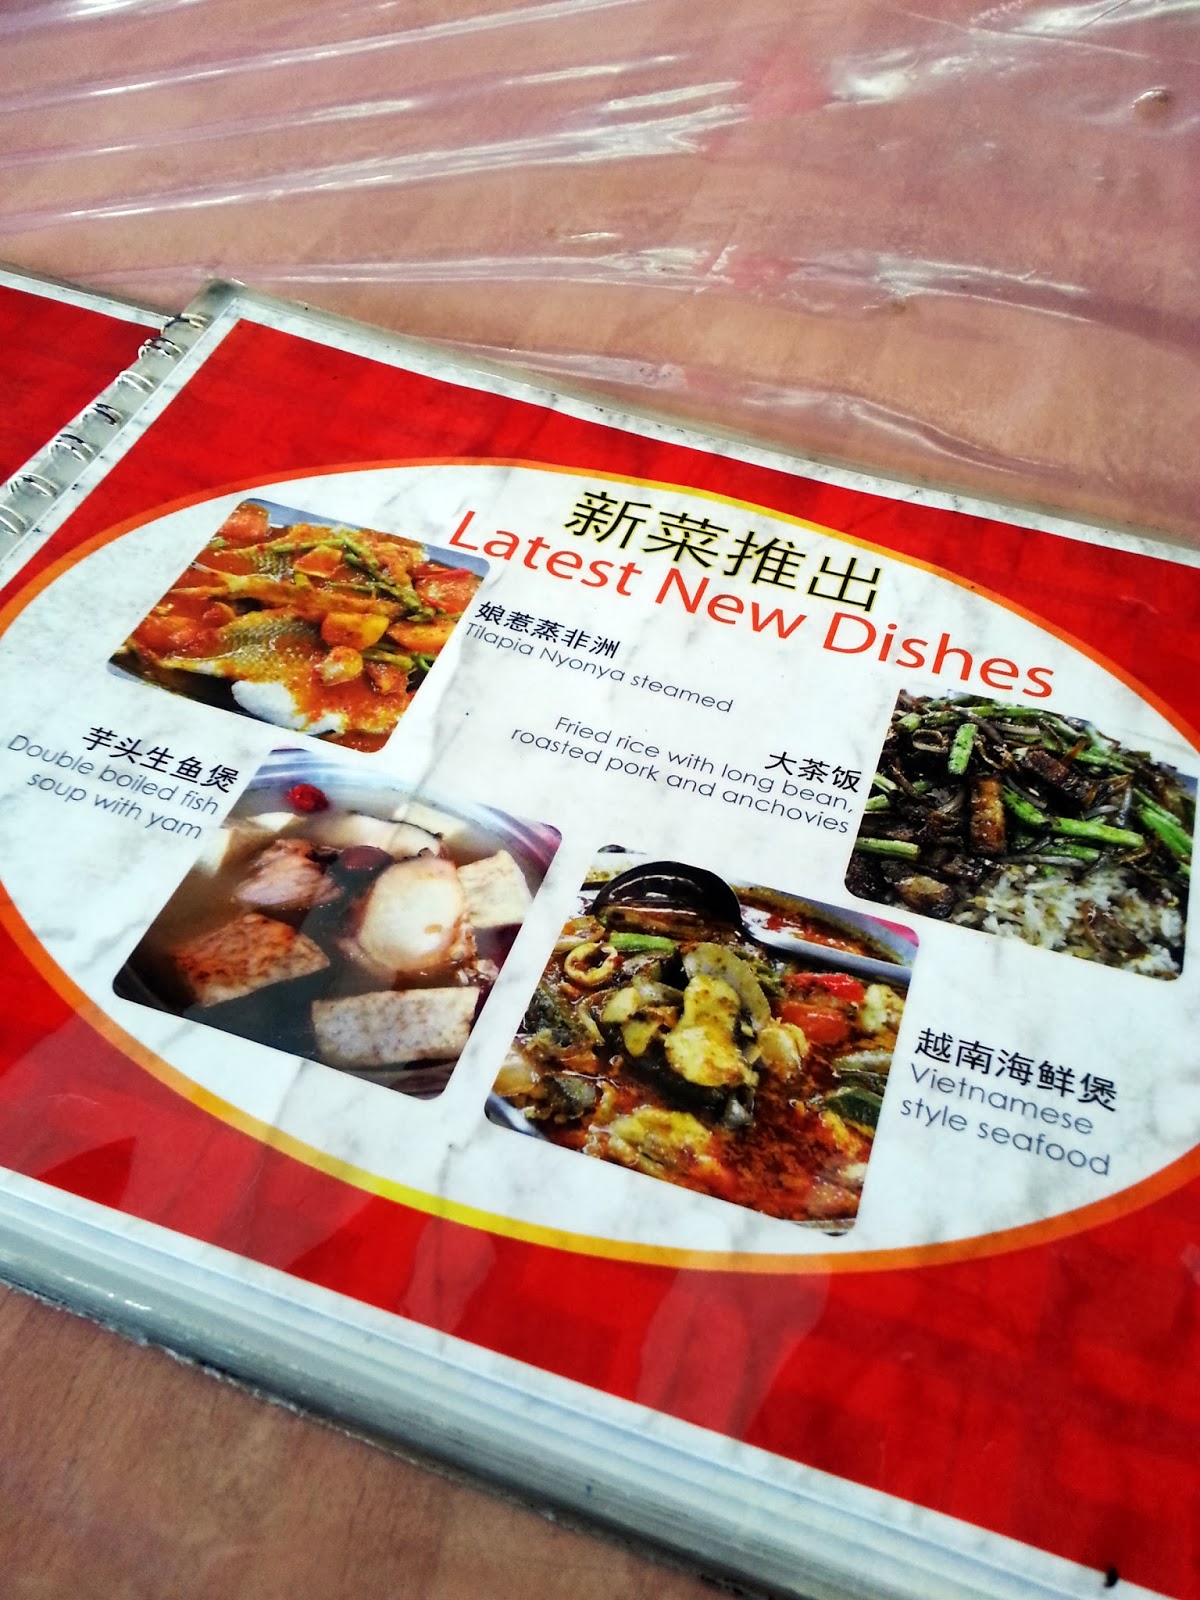 新菜推出
Latest New Dishes
娘惹蒸非洲
Tilapia Nyonya steamed
大茶饭
Fried rice with long bean,
roasted pork and anchovies
芋头生鱼煲
Double boiled fish
soup with yam
越南海鲜煲
Vietnamese
style seafood